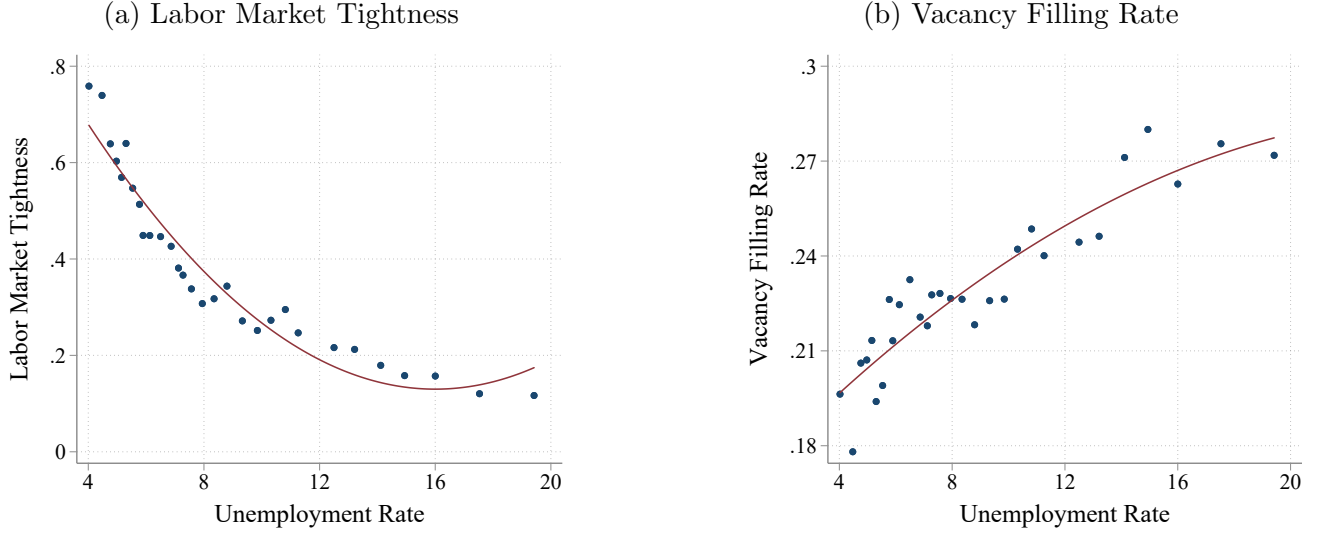 (a) Labor Market Tightness
Labor Market Tightness
.8
.6
.4
.2
0
4 8 12 16 20
Unemployment Rate
(b) Vacancy Filling Rate
Vacancy Filling Rate
.3
.27
.24
.21
.18
4 8 12 16 20
Unemployment Rate